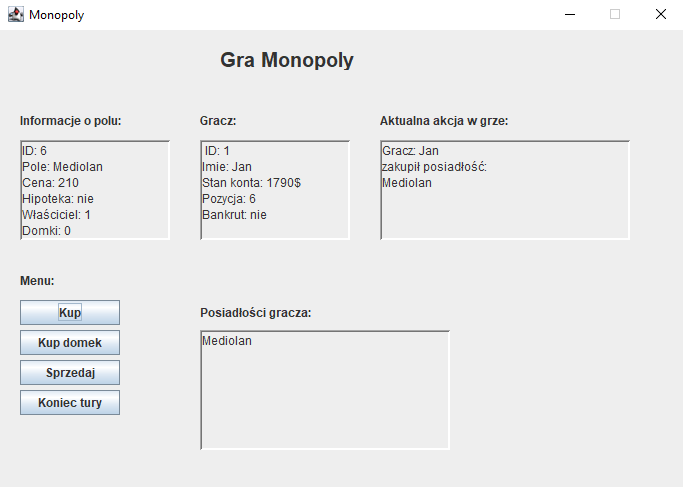 Monopoly
Gra Monopoly
Informacje o polu:
ID: 6
Pole: Mediolan
Cena: 210
Hipoteka: nie
Właściciel: 1
Domki: 0
Gracz:
ID: 1
Imie: Jan
Stan konta: 1790$
Pozycja: 6
Bankrut: nie
Aktualna akcja w grze:
Gracz: Jan
zakupił posiadłość:
Mediolan
Menu:
Kup
Kup domek
Sprzedaj
Koniec tury
Posiadłości gracza:
Mediolan